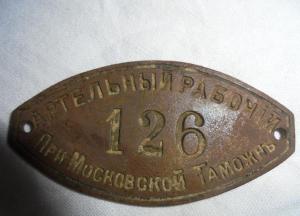 АРТЕЛЬНЫЙ РАБОЧІЙ
126
ПРИ МОСКОВСКОЙ ТАМОЖНѢ